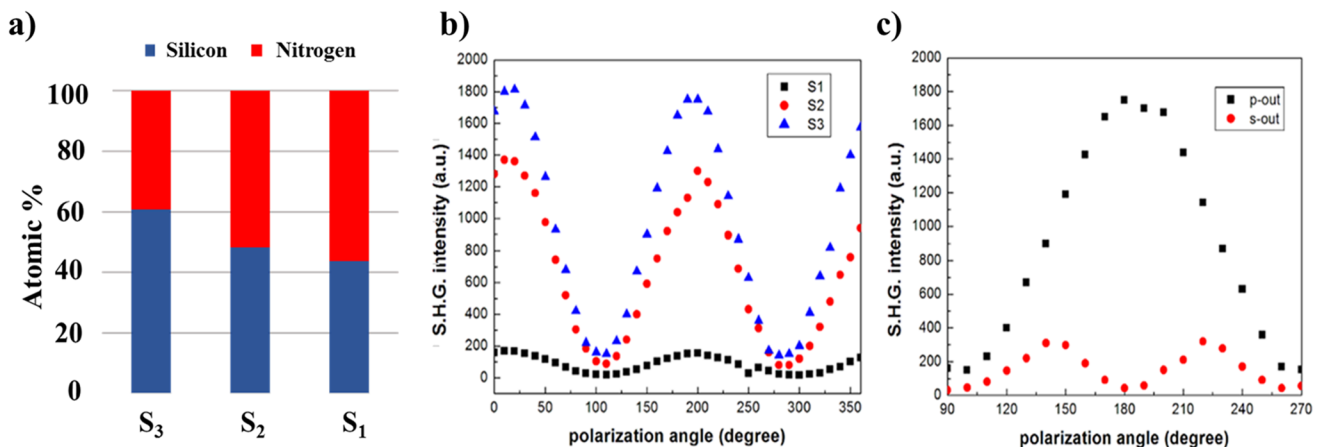 a)
Silicon Nitrogen
Atomic %
100
80
60
40
20
0
S₃ S₂ S₁
b)
S.H.G. intensity (a.u.)
2000
1800
1600
1400
1200
1000
800
600
400
200
0
S1
S2
S3
0 50 100 150 200 250 300 350
polarization angle (degree)
c)
S.H.G. intensity (a.u.)
2000
1800
1600
1400
1200
1000
800
600
400
200
0
p-out
s-out
90 120 150 180 210 240 270
polarization angle (degree)